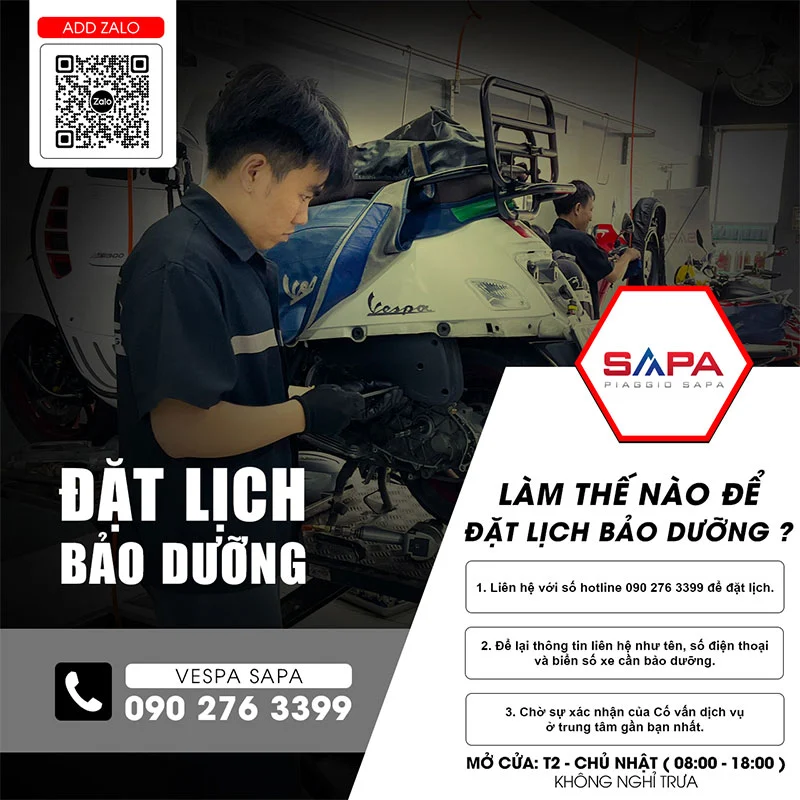 ADD ZALO
Zalo
Vespa
Vespa
SAPA
PIAGGIO SAPA
ĐẶT LỊCH
BẢO DƯỠNG
VESPA SAPA
090 276 3399
LÀM THẾ NÀO ĐỂ
ĐẶT LỊCH BẢO DƯỠNG ?
1. Liên hệ với số hotline 090 276 3399 để đặt lịch.
2. Để lại thông tin liên hệ như tên, số điện thoại
và biển số xe cần bảo dưỡng.
3. Chờ sự xác nhận của Cố vấn dịch vụ
ở trung tâm gần bạn nhất.
MỞ CỬA: T2 - CHỦ NHẬT ( 08:00 - 18:00 )
KHÔNG NGHỈ TRƯA